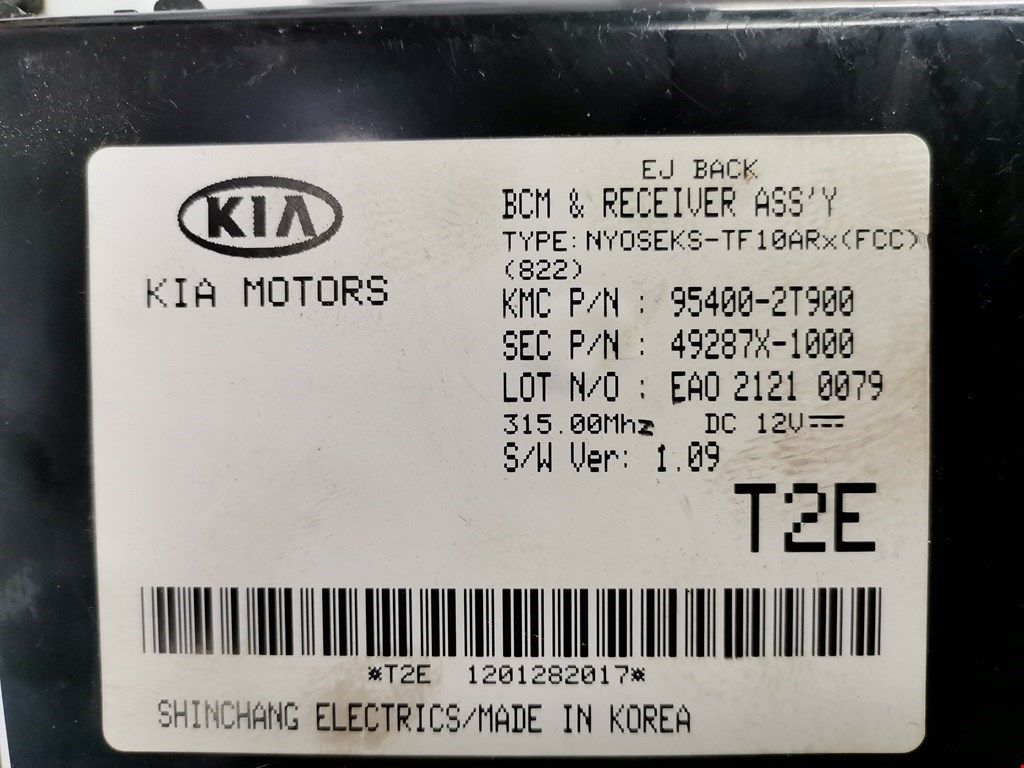 EJ BACK
KIA
BCM & RECEIVER ASS'Y
TYPE:NYOSEKS-TF10ARx(FCC)
(822)
KIA MOTORS
KMC P/N : 95400-2T900
SEC P/N : 49287X-1000
LOT N/O : EAO 2121 0079
315.00Mhz DC 12V⎓
S/W Ver: 1.09
T2E
*T2E 1201282017*
SHINCHANG ELECTRICS/MADE IN KOREA